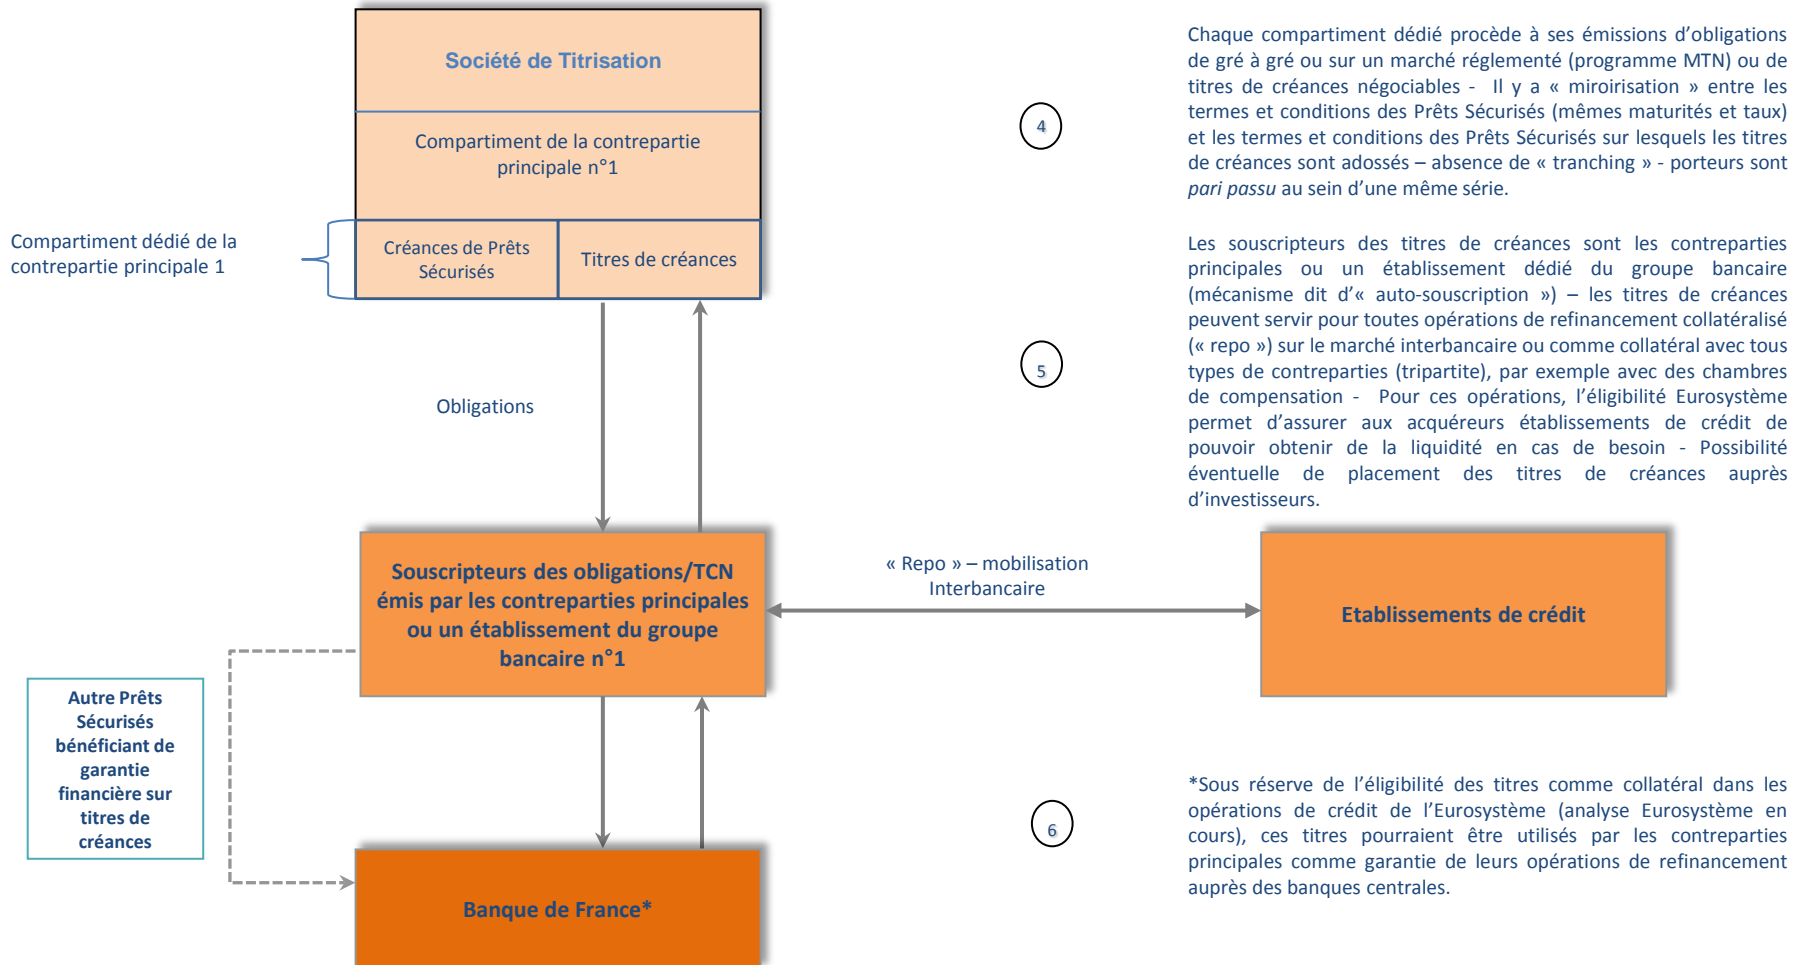 Société de Titrisation
Compartiment de la contrepartie
principale n°1
Compartiment dédié de la
contrepartie principale 1
Créances de Prêts
Sécurisés
Titres de créances
Obligations
Souscripteurs des obligations/TCN
émis par les contreparties principales
ou un établissement du groupe
bancaire n°1
« Repo » – mobilisation
Interbancaire
Etablissements de crédit
Autre Prêts
Sécurisés
bénéficiant de
garantie
financière sur
titres de
créances
Banque de France*
4
Chaque compartiment dédié procède à ses émissions d’obligations
de gré à gré ou sur un marché réglementé (programme MTN) ou de
titres de créances négociables - Il y a « miroirisation » entre les
termes et conditions des Prêts Sécurisés (mêmes maturités et taux)
et les termes et conditions des Prêts Sécurisés sur lesquels les titres
de créances sont adossés – absence de « tranching » - porteurs sont
pari passu au sein d’une même série.
5
Les souscripteurs des titres de créances sont les contreparties
principales ou un établissement dédié du groupe bancaire
(mécanisme dit d’« auto-souscription ») – les titres de créances
peuvent servir pour toutes opérations de refinancement collatéralisé
(« repo ») sur le marché interbancaire ou comme collatéral avec tous
types de contreparties (tripartite), par exemple avec des chambres
de compensation - Pour ces opérations, l’éligibilité Eurosystème
permet d’assurer aux acquéreurs établissements de crédit de
pouvoir obtenir de la liquidité en cas de besoin - Possibilité
éventuelle de placement des titres de créances auprès
d’investisseurs.
6
*Sous réserve de l’éligibilité des titres comme collatéral dans les
opérations de crédit de l’Eurosystème (analyse Eurosystème en
cours), ces titres pourraient être utilisés par les contreparties
principales comme garantie de leurs opérations de refinancement
auprès des banques centrales.